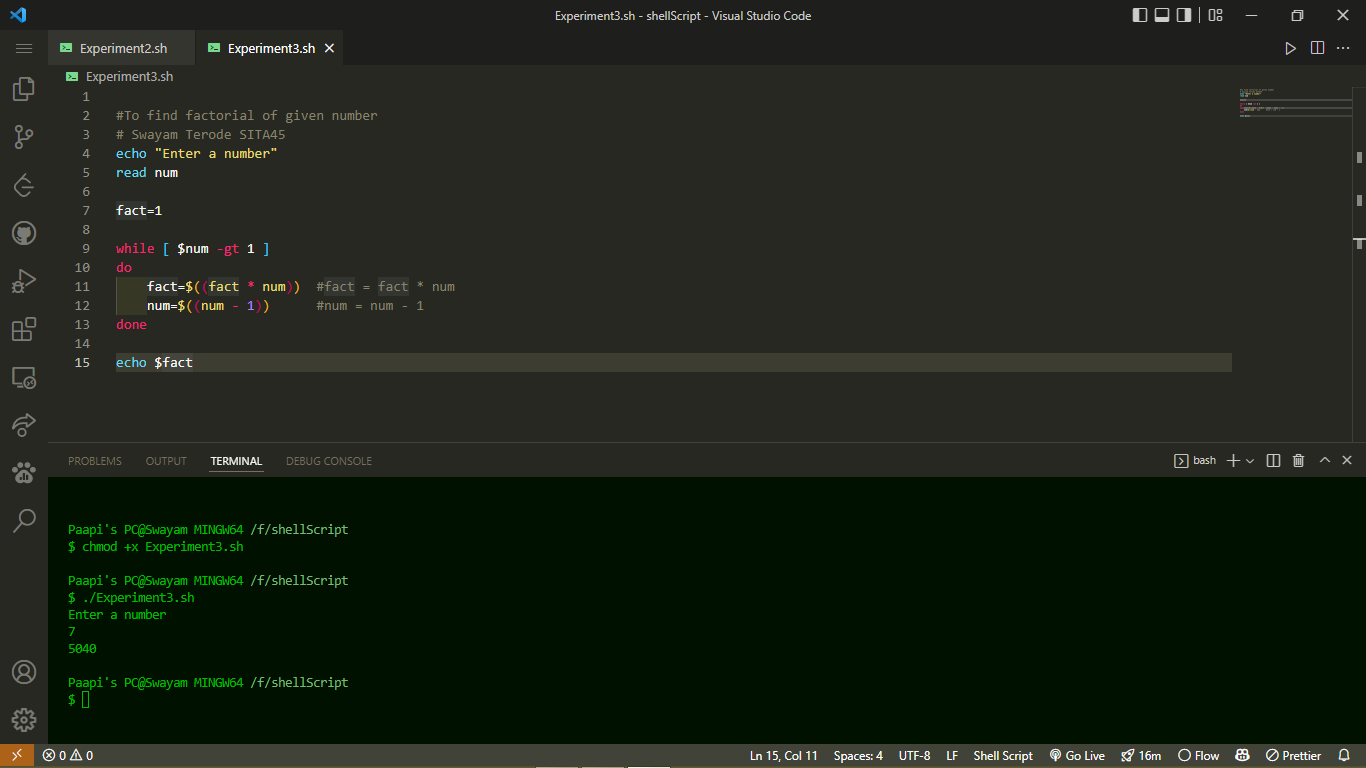 Experiment3.sh - shellScript - Visual Studio Code
Experiment2.sh
Experiment3.sh
Experiment3.sh
1
2 #To find factorial of given number
3 # Swayam Terode SITA45
4 echo "Enter a number"
5 read num
6
7 fact=1
8
9 while [ $num -gt 1 ]
10 do
11 fact=$((fact * num)) #fact = fact * num
12 num=$((num - 1)) #num = num - 1
13 done
14
15 echo $fact
PROBLEMS OUTPUT TERMINAL DEBUG CONSOLE bash
Paapi's PC@Swayam MINGW64 /f/shellScript
$ chmod +x Experiment3.sh
Paapi's PC@Swayam MINGW64 /f/shellScript
$ ./Experiment3.sh
Enter a number
7
5040
Paapi's PC@Swayam MINGW64 /f/shellScript
$
0 0 Ln 15, Col 11 Spaces: 4 UTF-8 LF Shell Script Go Live 16m Flow Prettier